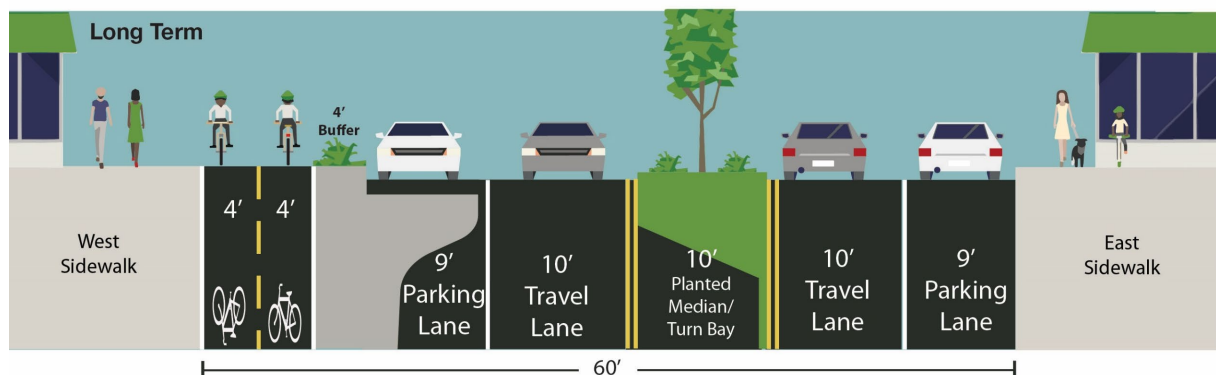 Long Term
4'
Buffer
4'
4'
West
Sidewalk
9'
Parking
Lane
10'
Travel
Lane
10'
Planted
Median/
Turn Bay
10'
Travel
Lane
9'
Parking
Lane
East
Sidewalk
60'